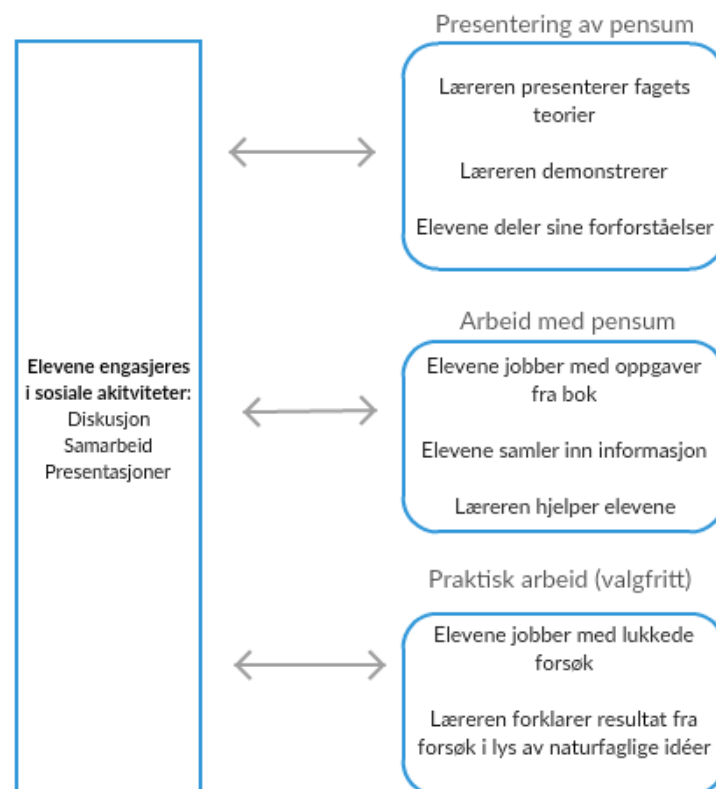 Elevene engasjeres
i sosiale akitviteter:
Diskusjon
Samarbeid
Presentasjoner
Presentering av pensum
Læreren presenterer fagets
teorier
Læreren demonstrerer
Elevene deler sine forforståelser
Arbeid med pensum
Elevene jobber med oppgaver
fra bok
Elevene samler inn informasjon
Læreren hjelper elevene
Praktisk arbeid (valgfritt)
Elevene jobber med lukkede
forsøk
Læreren forklarer resultat fra
forsøk i lys av naturfaglige idéer